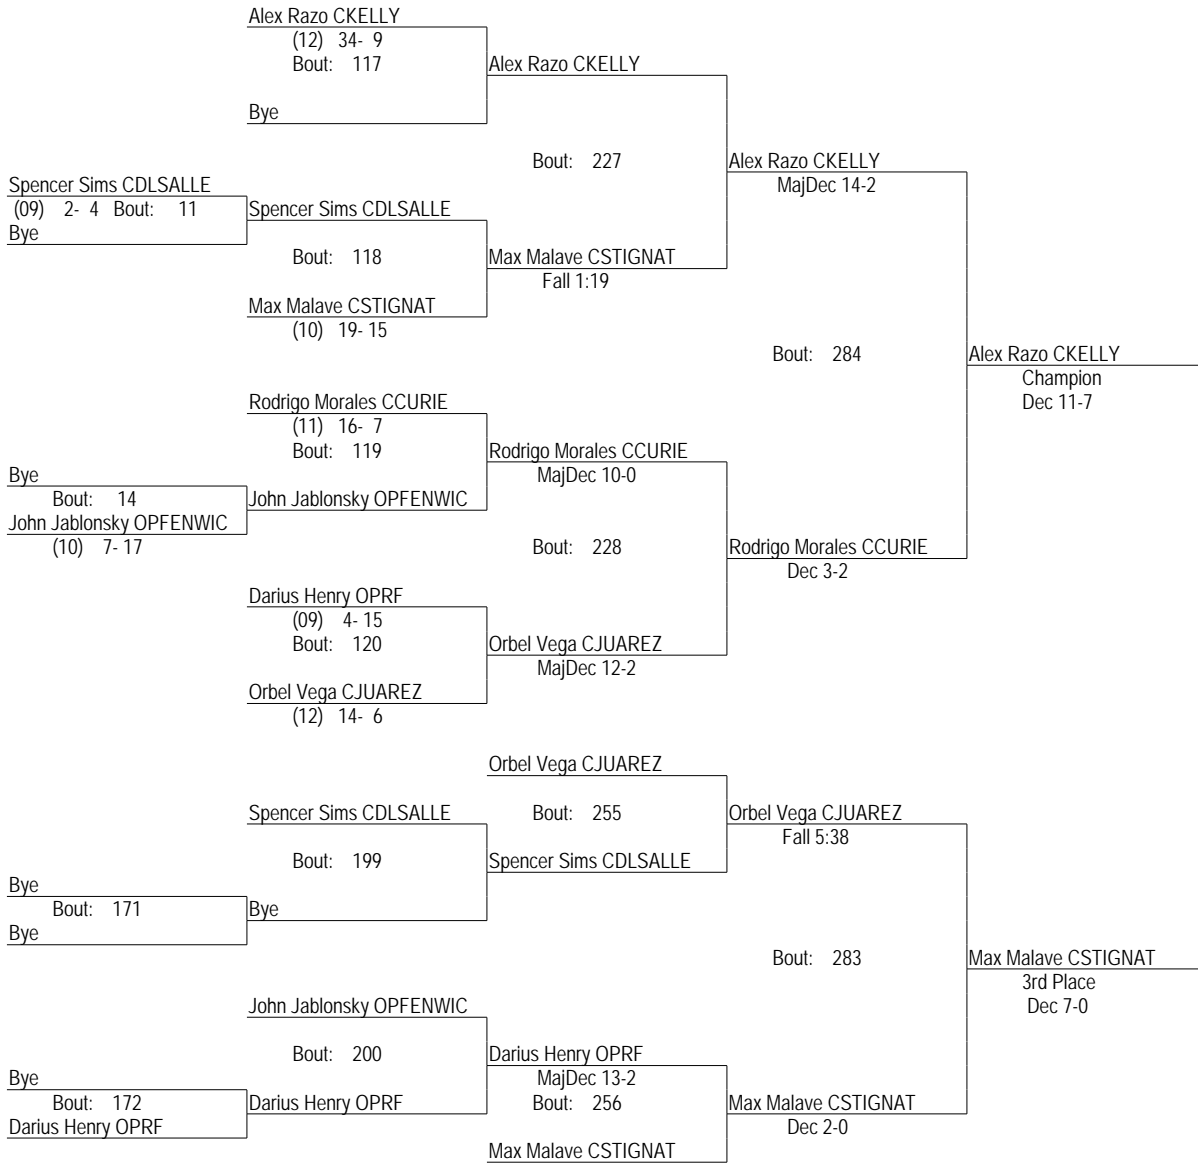 Alex Razo CKELLY
(12) 34- 9
Bout: 117
Alex Razo CKELLY
Bye
Bout: 227
Alex Razo CKELLY
MajDec 14-2
Spencer Sims CDLSALLE
(09) 2- 4 Bout: 11
Spencer Sims CDLSALLE
Bye
Bout: 118
Max Malave CSTIGNAT
Fall 1:19
Max Malave CSTIGNAT
(10) 19- 15
Bout: 284
Alex Razo CKELLY
Champion
Dec 11-7
Rodrigo Morales CCURIE
(11) 16- 7
Bout: 119
Rodrigo Morales CCURIE
MajDec 10-0
Bye
Bout: 14
John Jablonsky OPFENWIC
John Jablonsky OPFENWIC
(10) 7- 17
Bout: 228
Rodrigo Morales CCURIE
Dec 3-2
Darius Henry OPRF
(09) 4- 15
Bout: 120
Orbel Vega CJUAREZ
MajDec 12-2
Orbel Vega CJUAREZ
(12) 14- 6
Orbel Vega CJUAREZ
Spencer Sims CDLSALLE
Bout: 255
Orbel Vega CJUAREZ
Fall 5:38
Bout: 199
Spencer Sims CDLSALLE
Bye
Bout: 171
Bye
Bye
Bout: 283
Max Malave CSTIGNAT
3rd Place
Dec 7-0
John Jablonsky OPFENWIC
Bout: 200
Darius Henry OPRF
MajDec 13-2
Bye
Bout: 172
Darius Henry OPRF
Bout: 256
Max Malave CSTIGNAT
Dec 2-0
Darius Henry OPRF
Max Malave CSTIGNAT